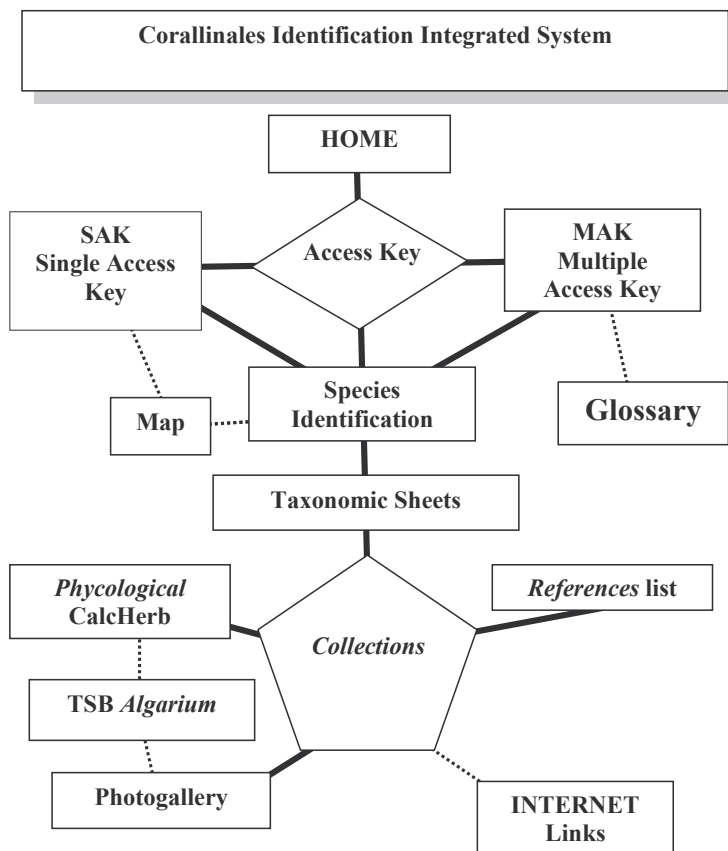 Corallinales Identification Integrated System
HOME
SAK
Single Access
Key
Access Key
MAK
Multiple
Access Key
Species
Identification
Map
Glossary
Taxonomic Sheets
Phycological
CalcHerb
References list
Collections
TSB Algarium
Photogallery
INTERNET
Links